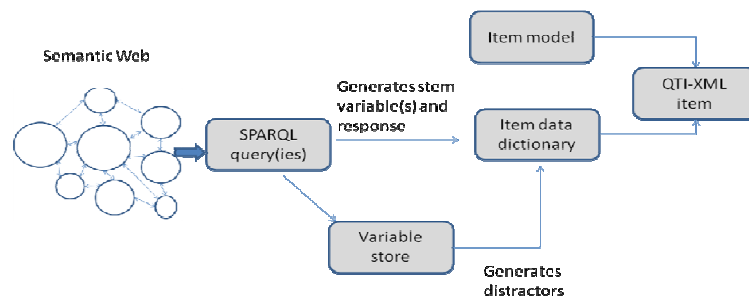 Semantic Web
Item model
QTI-XML
item
Generates stem
variable(s) and
response
SPARQL
query(ies)
Item data
dictionary
Variable
store
Generates
distractors